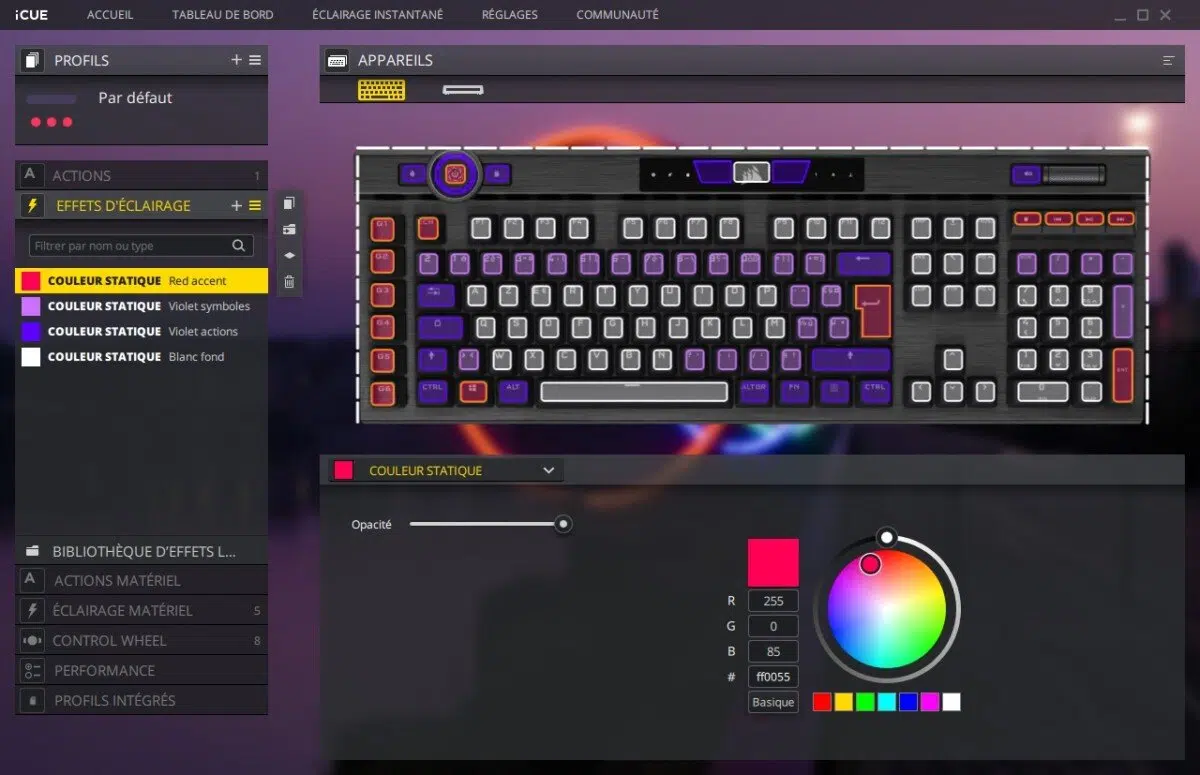 iCUE ACCUEIL TABLEAU DE BORD ÉCLAIRAGE INSTANTANÉ RÉGLAGES COMMUNAUTÉ
PROFILS
Par défaut
A ACTIONS 1
EFFETS D'ÉCLAIRAGE
Filtrer par nom ou type
COULEUR STATIQUE Red accent
COULEUR STATIQUE Violet symboles
COULEUR STATIQUE Violet actions
COULEUR STATIQUE Blanc fond
BIBLIOTHÈQUE D'EFFETS L...
A ACTIONS MATÉRIEL
ÉCLAIRAGE MATÉRIEL 5
CONTROL WHEEL 8
PERFORMANCE
PROFILS INTÉGRÉS
APPAREILS
G1
G2
G3
A Z E R T Y U I O P
G4
Q S D F G H J K L M
G5
W X C V B N
G6
CTRL ALT ALTGR FN CTRL
ENT
COULEUR STATIQUE
Opacité
R 255
G 0
B 85
# ff0055
Basique